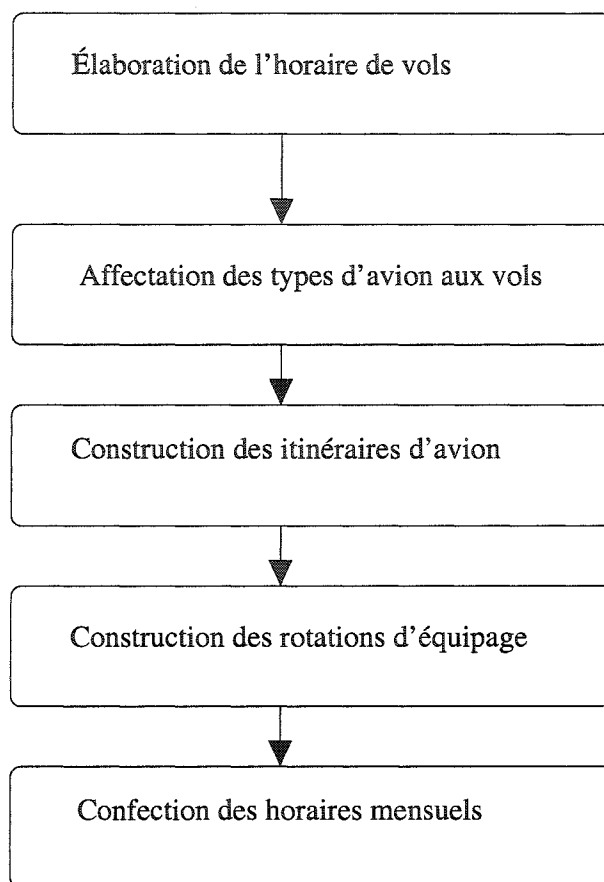 Élaboration de l'horaire de vols
Affectation des types d'avion aux vols
Construction des itinéraires d'avion
Construction des rotations d'équipage
Confection des horaires mensuels